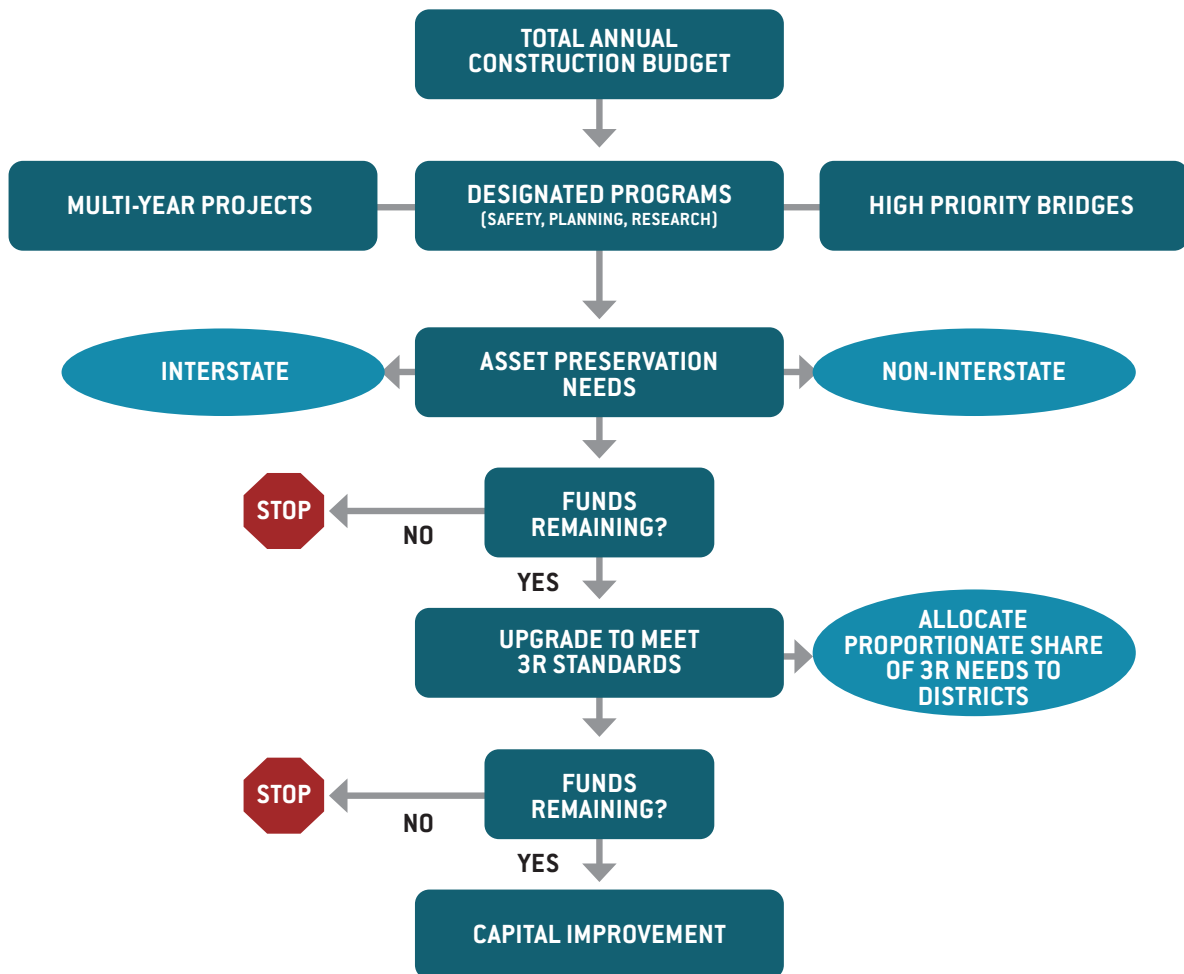 TOTAL ANNUAL
CONSTRUCTION BUDGET
MULTI-YEAR PROJECTS
DESIGNATED PROGRAMS
(SAFETY, PLANNING, RESEARCH)
HIGH PRIORITY BRIDGES
INTERSTATE
ASSET PRESERVATION
NEEDS
NON-INTERSTATE
STOP
NO
FUNDS
REMAINING?
YES
UPGRADE TO MEET
3R STANDARDS
ALLOCATE
PROPORTIONATE SHARE
OF 3R NEEDS TO
DISTRICTS
STOP
NO
FUNDS
REMAINING?
YES
CAPITAL IMPROVEMENT